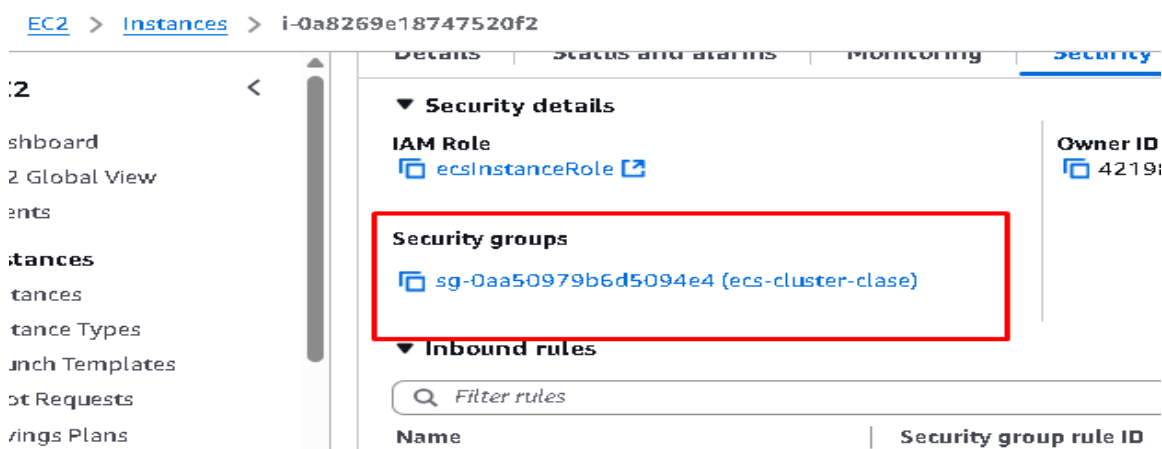 EC2 > Instances > i-0a8269e18747520f2
Details Status and alarms Monitoring Security
:2
shboard
2 Global View
ents
stances
tances
tance Types
unch Templates
ot Requests
vings Plans
▼ Security details
IAM Role
ecsInstanceRole
Owner ID
4219
Security groups
sg-0aa50979b6d5094e4 (ecs-cluster-clase)
▼ Inbound rules
Filter rules
Name
Security group rule ID